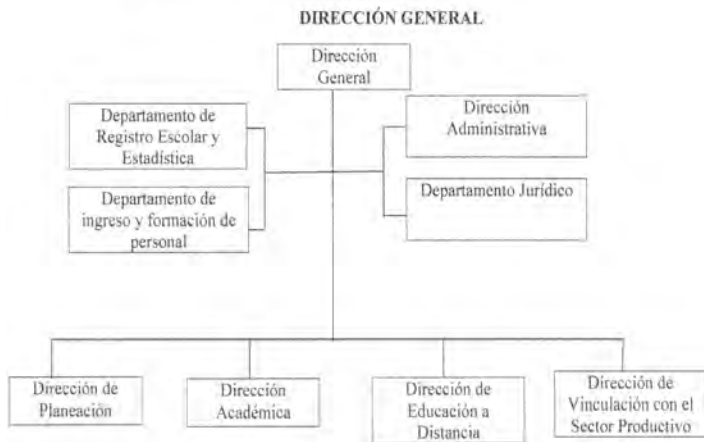 DIRECCIÓN GENERAL
Dirección
General
Departamento de
Registro Escolar y
Estadística
Dirección
Administrativa
Departamento de
ingreso y formación de
personal
Departamento Jurídico
Dirección de
Planeación
Dirección
Académica
Dirección de
Educación a
Distancia
Dirección de
Vinculación con el
Sector Productivo